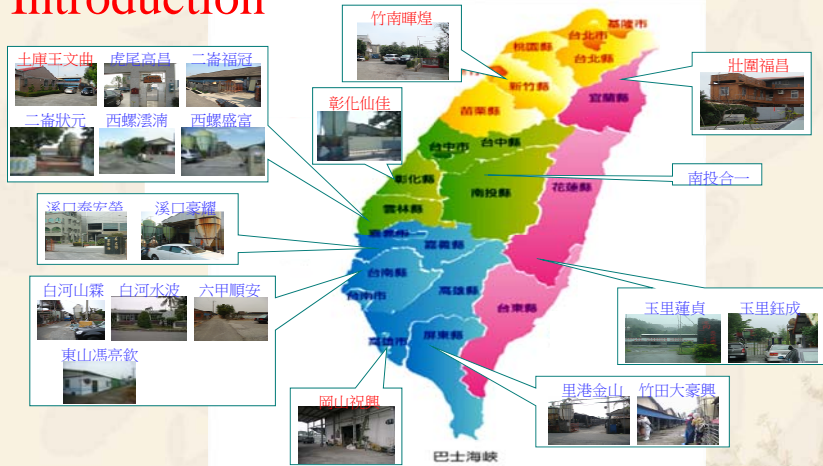 Introduction
竹南暉煌
土庫王文曲 虎尾高昌 二崙福冠
二崙狀元 西螺澐湳 西螺盛富
彰化仙佳
壯圍福昌
南投合一
溪口泰宏榮 溪口豪耀
白河山霖 白河水波 六甲順安
東山馮亮欽
岡山祝興
里港金山 竹田大豪興
玉里蓮貞 玉里鈺成
基隆市
台北市
桃園縣
台北縣
新竹縣
宜蘭縣
苗栗縣
台中市
台中縣
彰化縣
南投縣
花蓮縣
雲林縣
嘉義市
嘉義縣
台南縣
台南市
高雄縣
台東縣
高雄市
屏東縣
巴士海峽